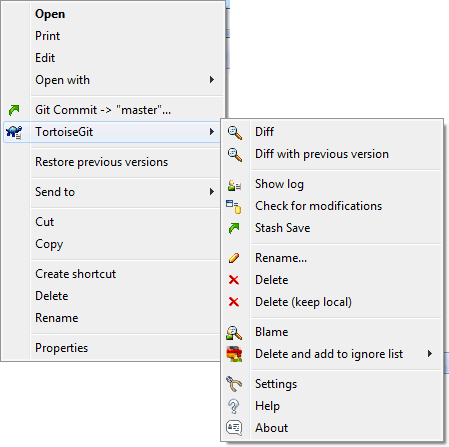 Open
Print
Edit
Open with
Git Commit -> "master"...
TortoiseGit
Restore previous versions
Send to
Cut
Copy
Create shortcut
Delete
Rename
Properties
Diff
Diff with previous version
Show log
Check for modifications
Stash Save
Rename...
Delete
Delete (keep local)
Blame
Delete and add to ignore list
Settings
Help
About